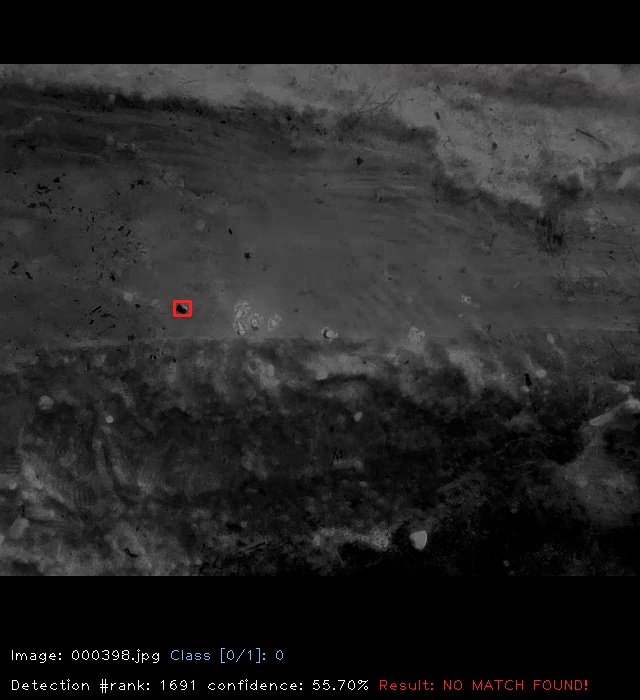 Image: 000398.jpg Class [0/1]: 0
Detection #rank: 1691 confidence: 55.70% Result: NO MATCH FOUND!